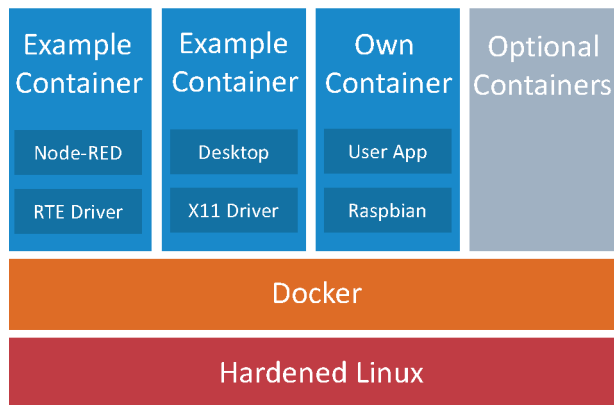 Example
Container
Node-RED
RTE Driver
Example
Container
Desktop
X11 Driver
Own
Container
User App
Raspbian
Optional
Containers
Docker
Hardened Linux